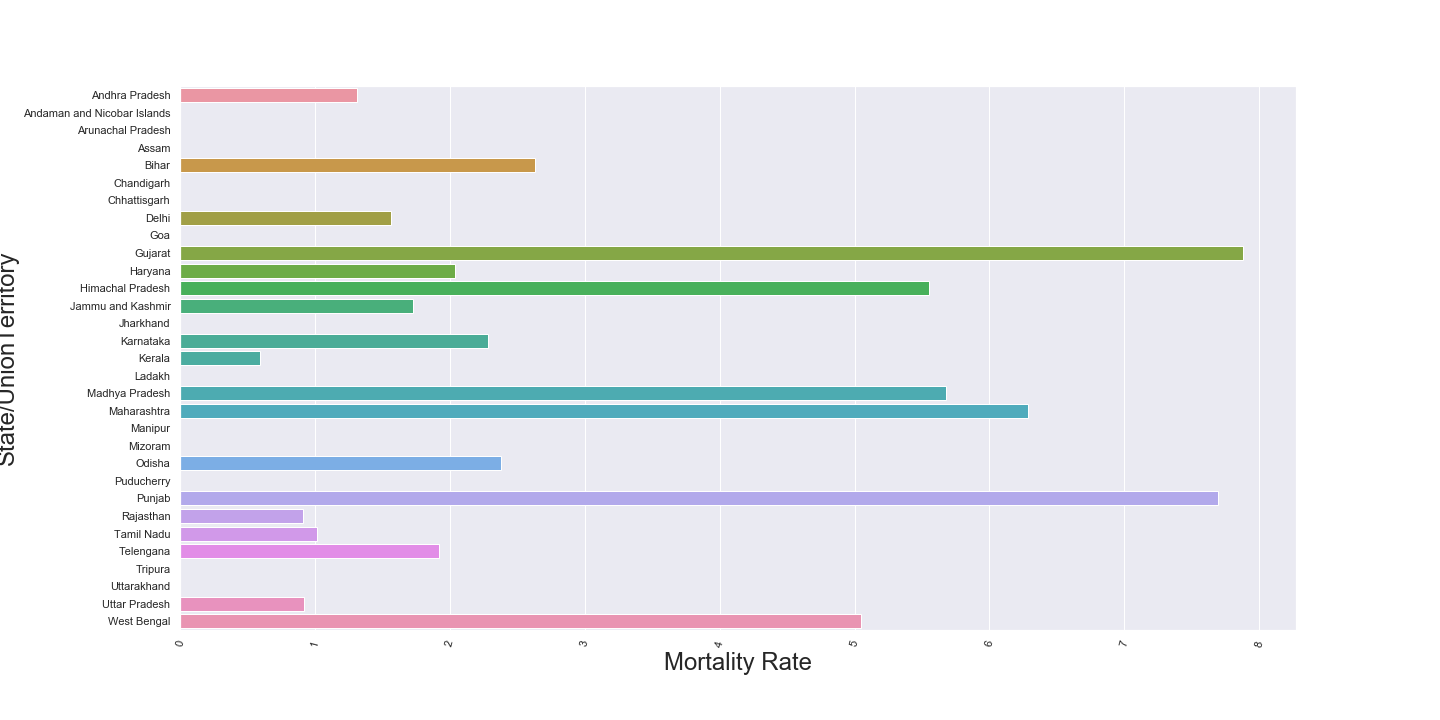 Andhra Pradesh
Andaman and Nicobar Islands
Arunachal Pradesh
Assam
Bihar
Chandigarh
Chhattisgarh
Delhi
Goa
Gujarat
Haryana
Himachal Pradesh
Jammu and Kashmir
Jharkhand
Karnataka
Kerala
Ladakh
Madhya Pradesh
Maharashtra
Manipur
Mizoram
Odisha
Puducherry
Punjab
Rajasthan
Tamil Nadu
Telengana
Tripura
Uttarakhand
Uttar Pradesh
West Bengal
State/UnionTerritory
0 1 2 3 4 5 6 7 8
Mortality Rate